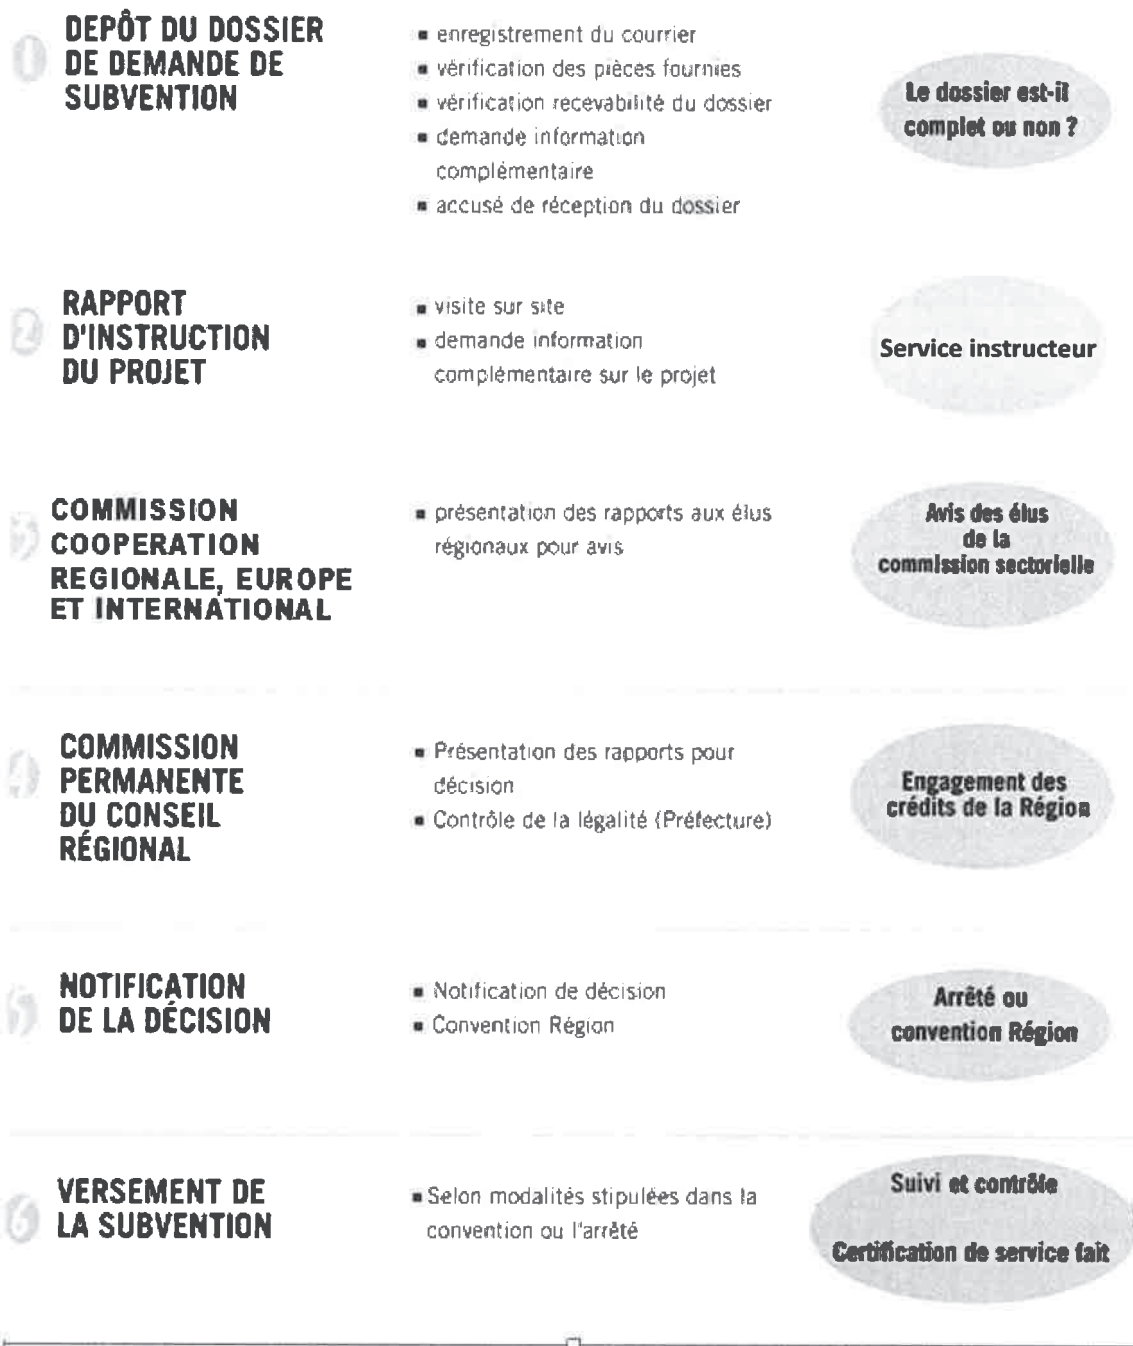 1
DEPÔT DU DOSSIER
DE DEMANDE DE
SUBVENTION
■ enregistrement du courrier
■ vérification des pièces fournies
■ vérification recevabilité du dossier
■ demande information
complémentaire
■ accusé de réception du dossier
Le dossier est-il
complet ou non ?
2
RAPPORT
D'INSTRUCTION
DU PROJET
■ visite sur site
■ demande information
complémentaire sur le projet
Service instructeur
3
COMMISSION
COOPERATION
REGIONALE, EUROPE
ET INTERNATIONAL
■ présentation des rapports aux élus
régionaux pour avis
Avis des élus
de la
commission sectorielle
4
COMMISSION
PERMANENTE
DU CONSEIL
RÉGIONAL
■ Présentation des rapports pour
décision
■ Contrôle de la légalité (Préfecture)
Engagement des
crédits de la Région
5
NOTIFICATION
DE LA DÉCISION
■ Notification de décision
■ Convention Région
Arrêté ou
convention Région
6
VERSEMENT DE
LA SUBVENTION
■ Selon modalités stipulées dans la
convention ou l'arrêté
Suivi et contrôle
Certification de service fait